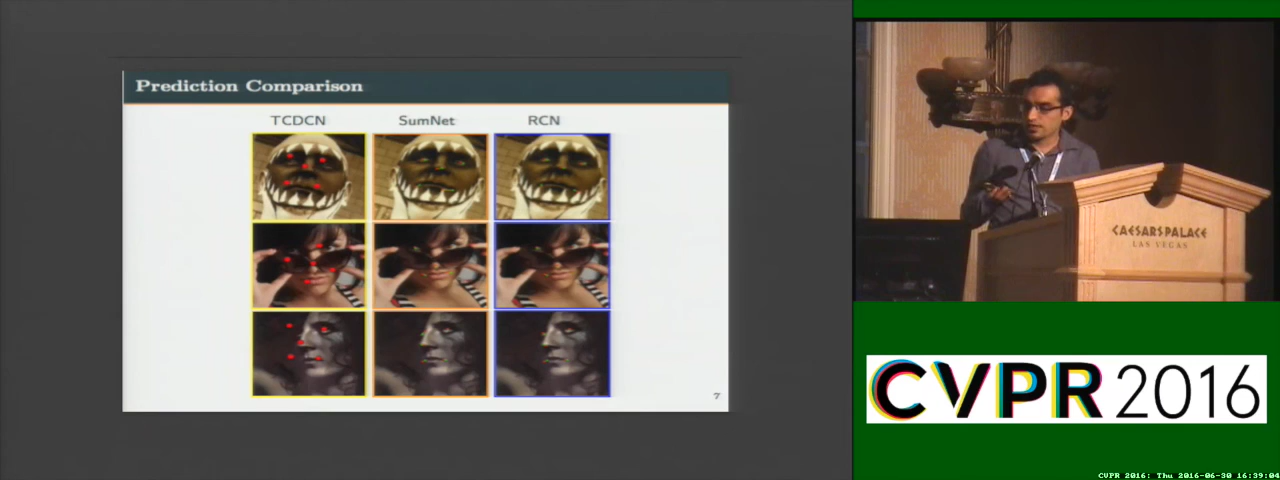 Prediction Comparison
TCDCN
SumNet
RCN
7
CAESARS PALACE
LAS VEGAS
CVPR 2016
CVPR 2016: Thu 2016-06-30 16:39:04